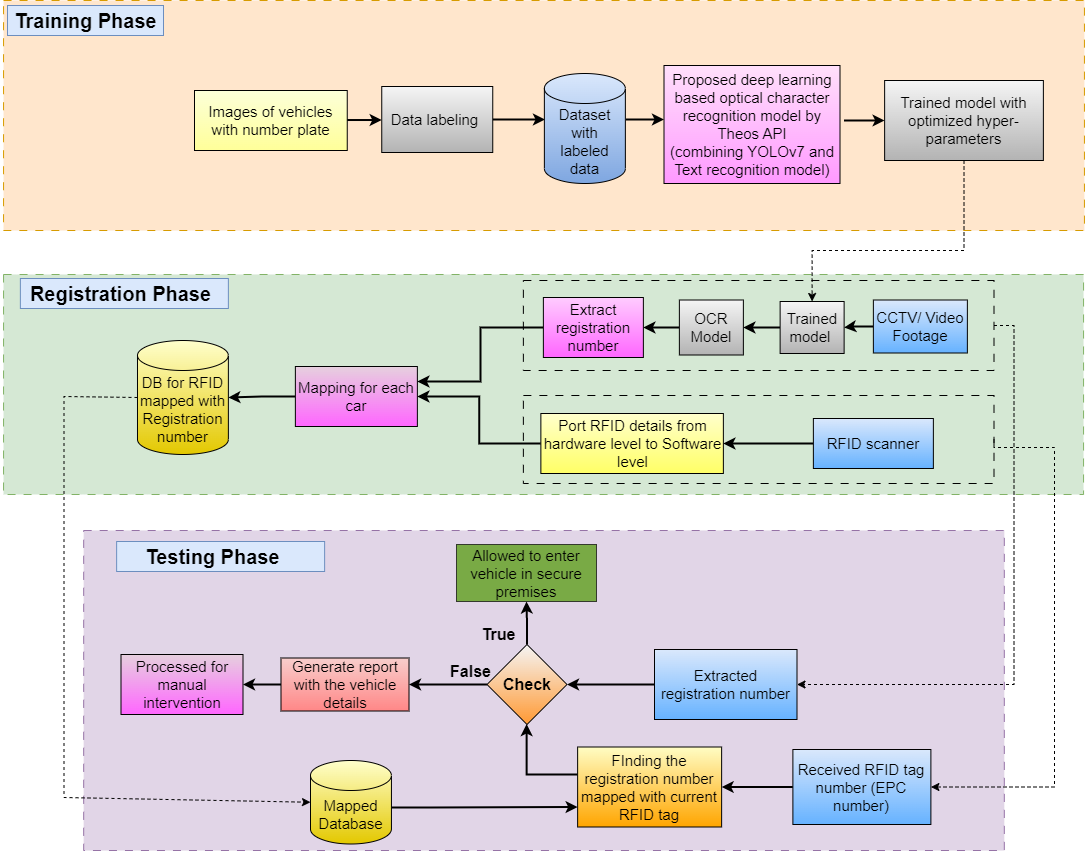 Training Phase
Images of vehicles
with number plate
Data labeling
Dataset
with
labeled
data
Proposed deep learning
based optical character
recognition model by
Theos API
(combining YOLOv7 and
Text recognition model)
Trained model with
optimized hyper-
parameters
Registration Phase
Extract
registration
number
OCR
Model
Trained
model
CCTV/ Video
Footage
DB for RFID
mapped with
Registration
number
Mapping for each
car
Port RFID details from
hardware level to Software
level
RFID scanner
Testing Phase
Allowed to enter
vehicle in secure
premises
True
False
Check
Processed for
manual
intervention
Generate report
with the vehicle
details
Extracted
registration number
Mapped
Database
FInding the
registration number
mapped with current
RFID tag
Received RFID tag
number (EPC
number)